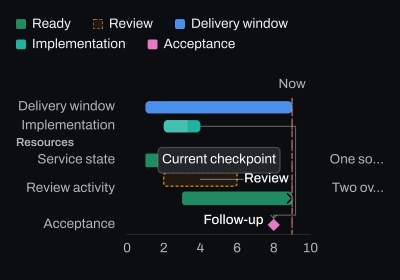 Ready Review Delivery window
Implementation Acceptance
Now
Delivery window
Implementation
Resources
Service state Current checkpoint One so...
Review activity Review Two ov...
Acceptance Follow-up
0 2 4 6 8 10